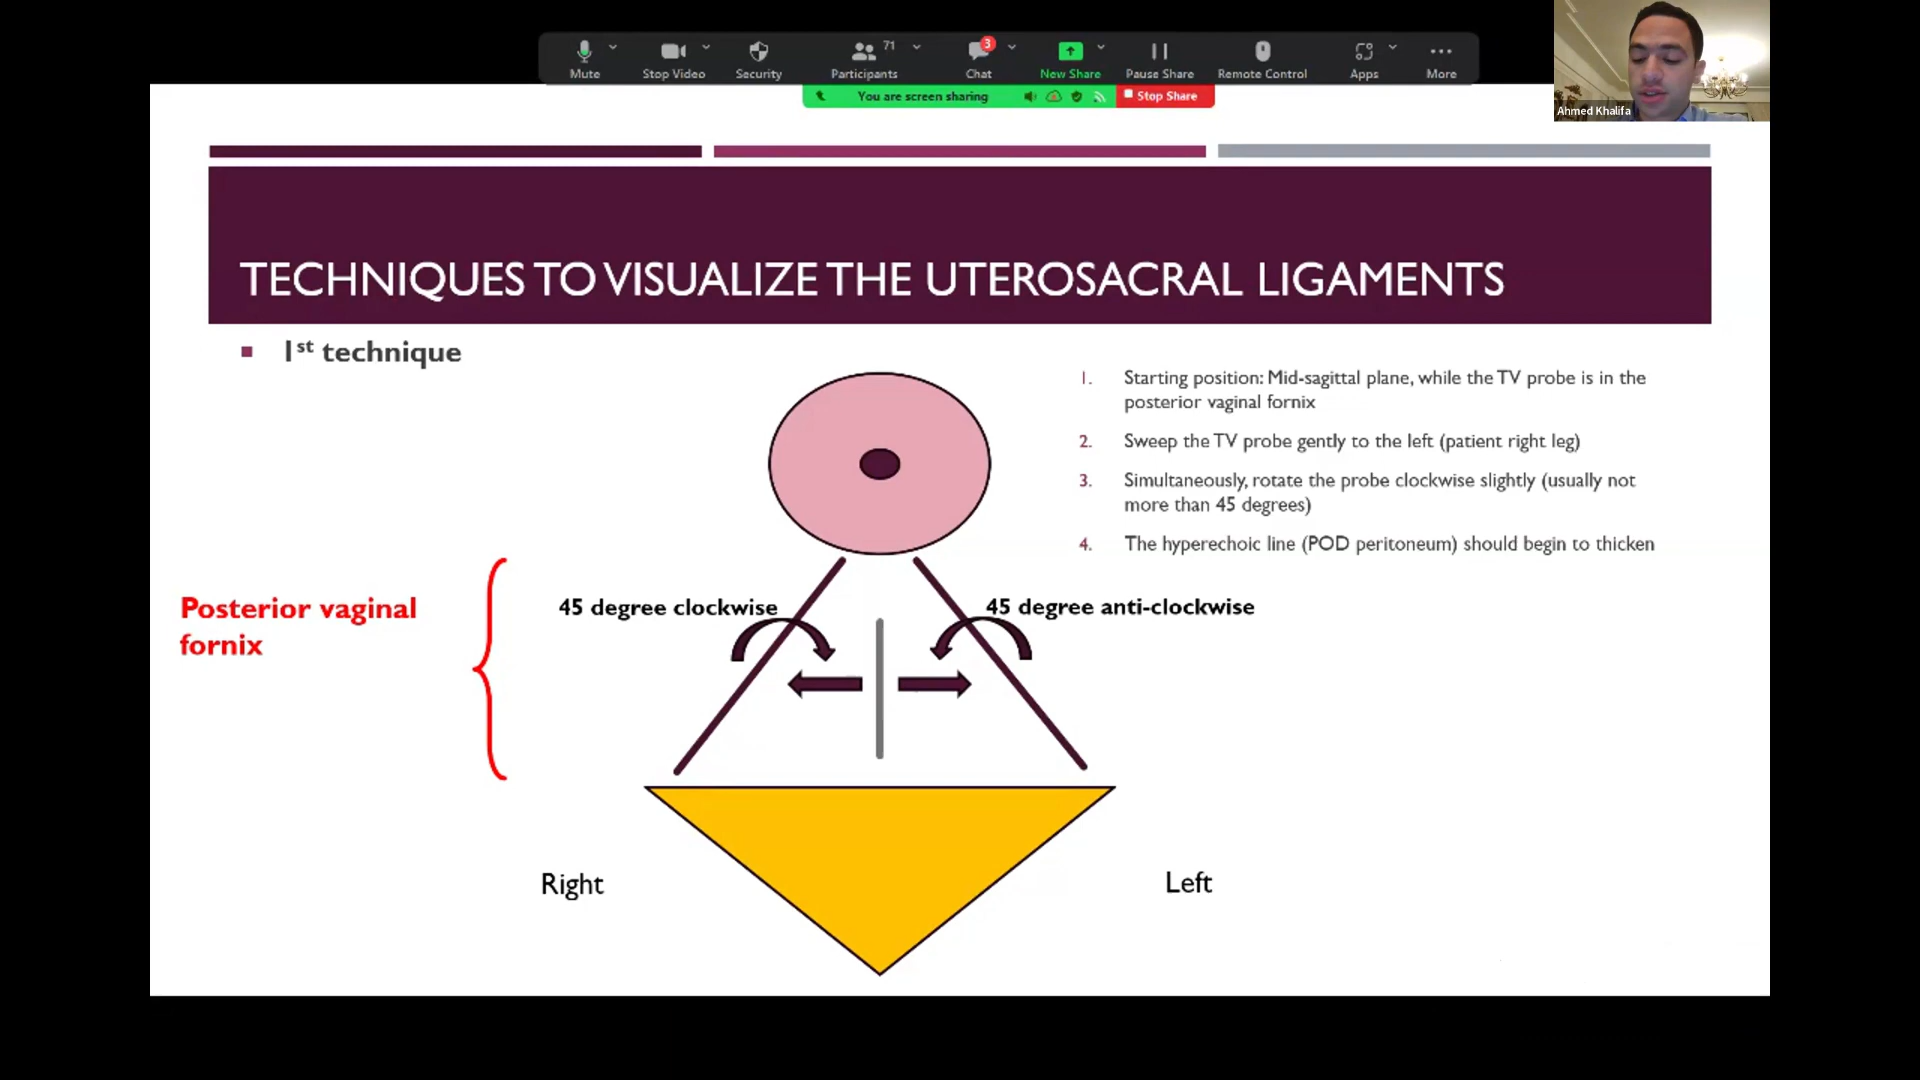 Mute
Stop Video
Security
Participants
71
Chat
3
New Share
Pause Share
Remote Control
Apps
More
You are screen sharing
Stop Share
Ahmed Khalifa
TECHNIQUES TO VISUALIZE THE UTEROSACRAL LIGAMENTS
1st technique
1. Starting position: Mid-sagittal plane, while the TV probe is in the
posterior vaginal fornix
2. Sweep the TV probe gently to the left (patient right leg)
3. Simultaneously, rotate the probe clockwise slightly (usually not
more than 45 degrees)
4. The hyperechoic line (POD peritoneum) should begin to thicken
Posterior vaginal
fornix
45 degree clockwise
45 degree anti-clockwise
Right
Left